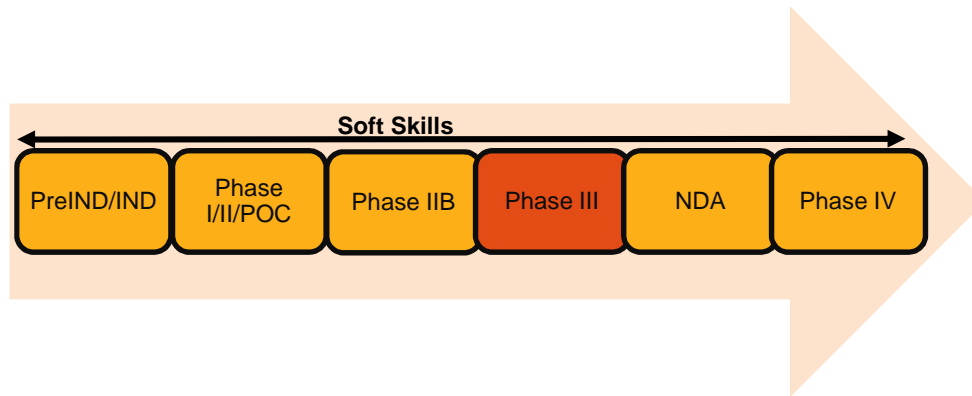 Soft Skills
PreIND/IND
Phase
I/II/POC
Phase IIB
Phase III
NDA
Phase IV